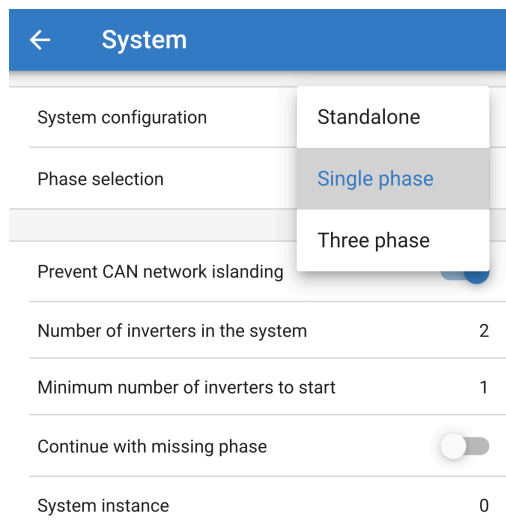 System
System configuration
Standalone
Phase selection
Single phase
Three phase
Prevent CAN network islanding
Number of inverters in the system 2
Minimum number of inverters to start 1
Continue with missing phase
System instance 0